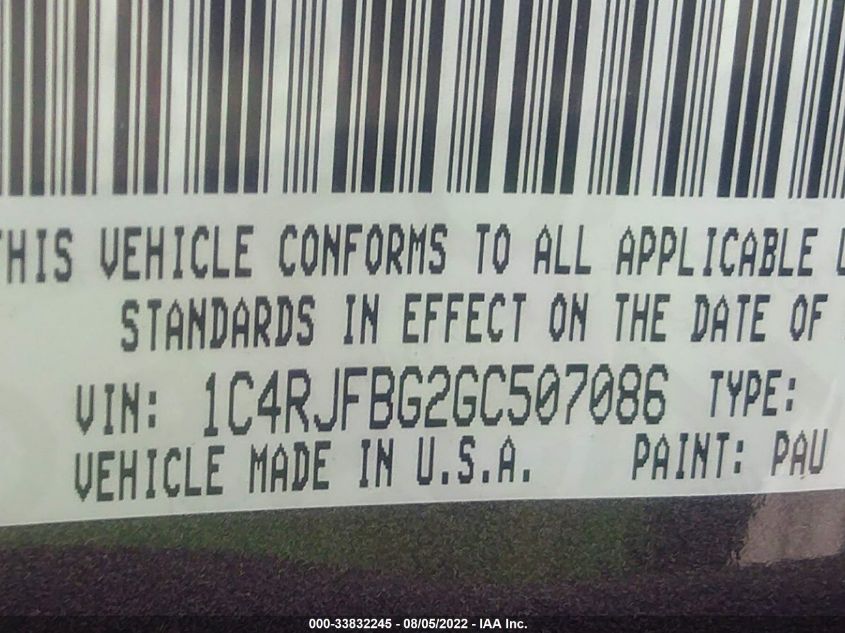 THIS VEHICLE CONFORMS TO ALL APPLICABLE
STANDARDS IN EFFECT ON THE DATE OF
VIN: 1C4RJFBG2GC507086 TYPE:
VEHICLE MADE IN U.S.A. PAINT: PAU
000-33832245 - 08/05/2022 - IAA Inc.